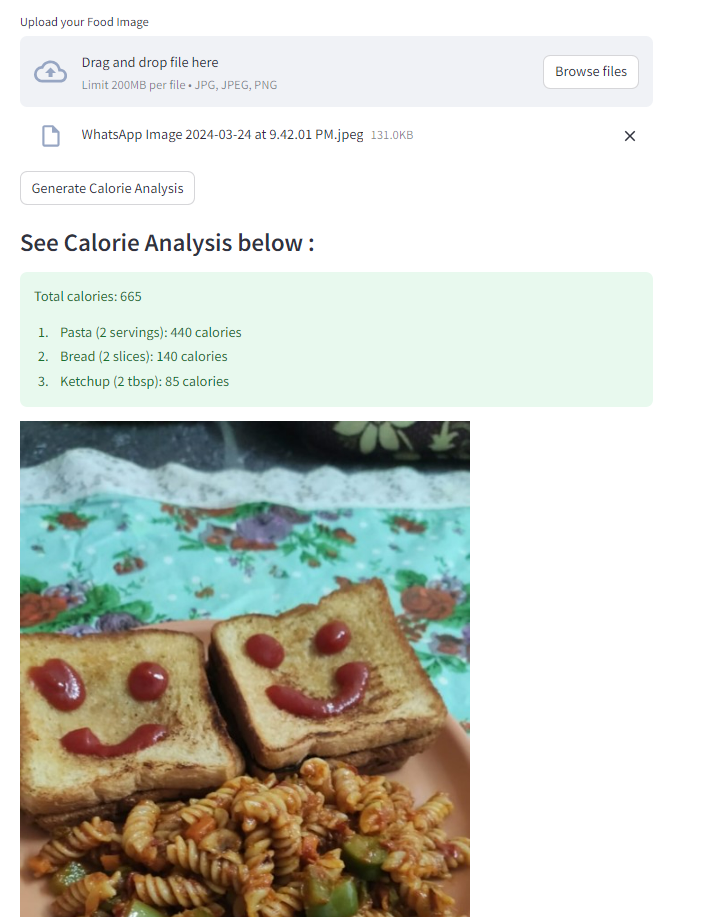 Upload your Food Image
Drag and drop file here
Limit 200MB per file • JPG, JPEG, PNG
Browse files
WhatsApp Image 2024-03-24 at 9.42.01 PM.jpeg 131.0KB
Generate Calorie Analysis
See Calorie Analysis below :
Total calories: 665
1. Pasta (2 servings): 440 calories
2. Bread (2 slices): 140 calories
3. Ketchup (2 tbsp): 85 calories